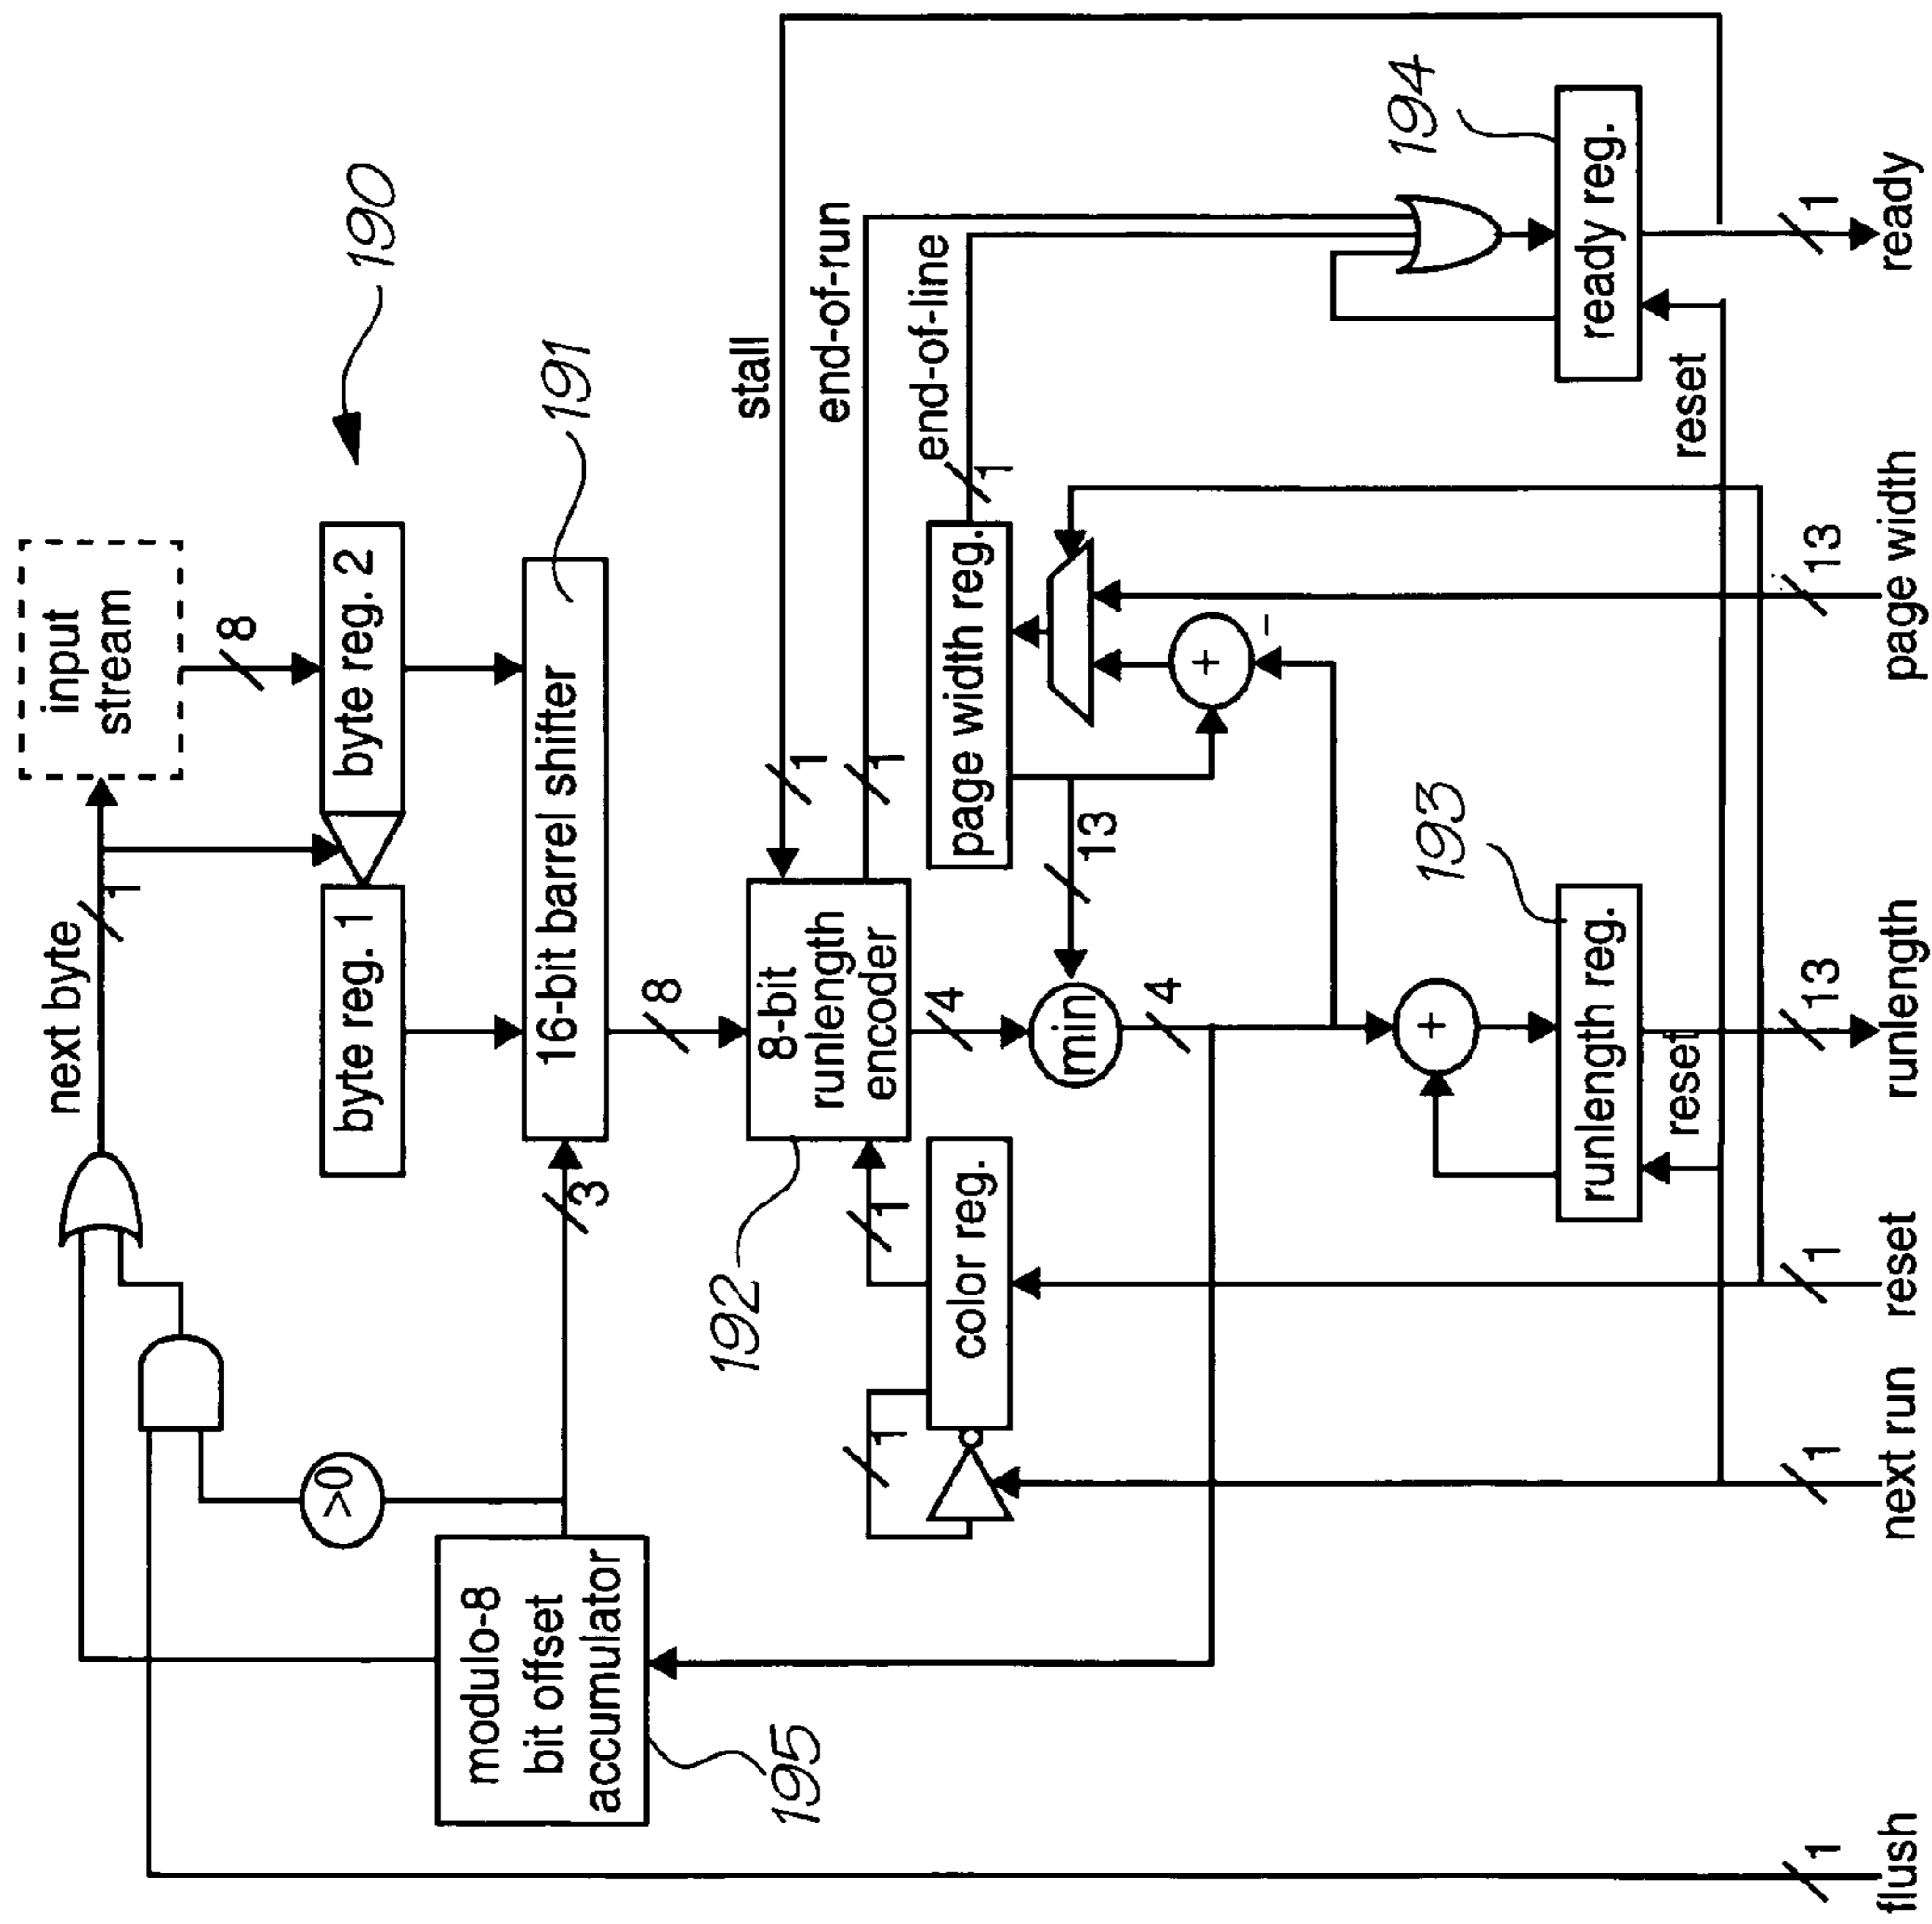 190
input
stream
next byte
1
8
byte reg. 1
byte reg. 2
16-bit barrel shifter
191
>0
modulo-8
bit offset
accumulator
195
3
8
8-bit
runlength
encoder
192
stall
1
end-of-run
1
end-of-line
1
page width reg.
color reg.
1
1
4
min
13
4
+
-
+
runlength reg.
193
reset
ready reg.
194
reset
1
flush
1
next run
1
reset
13
runlength
13
page width
1
ready